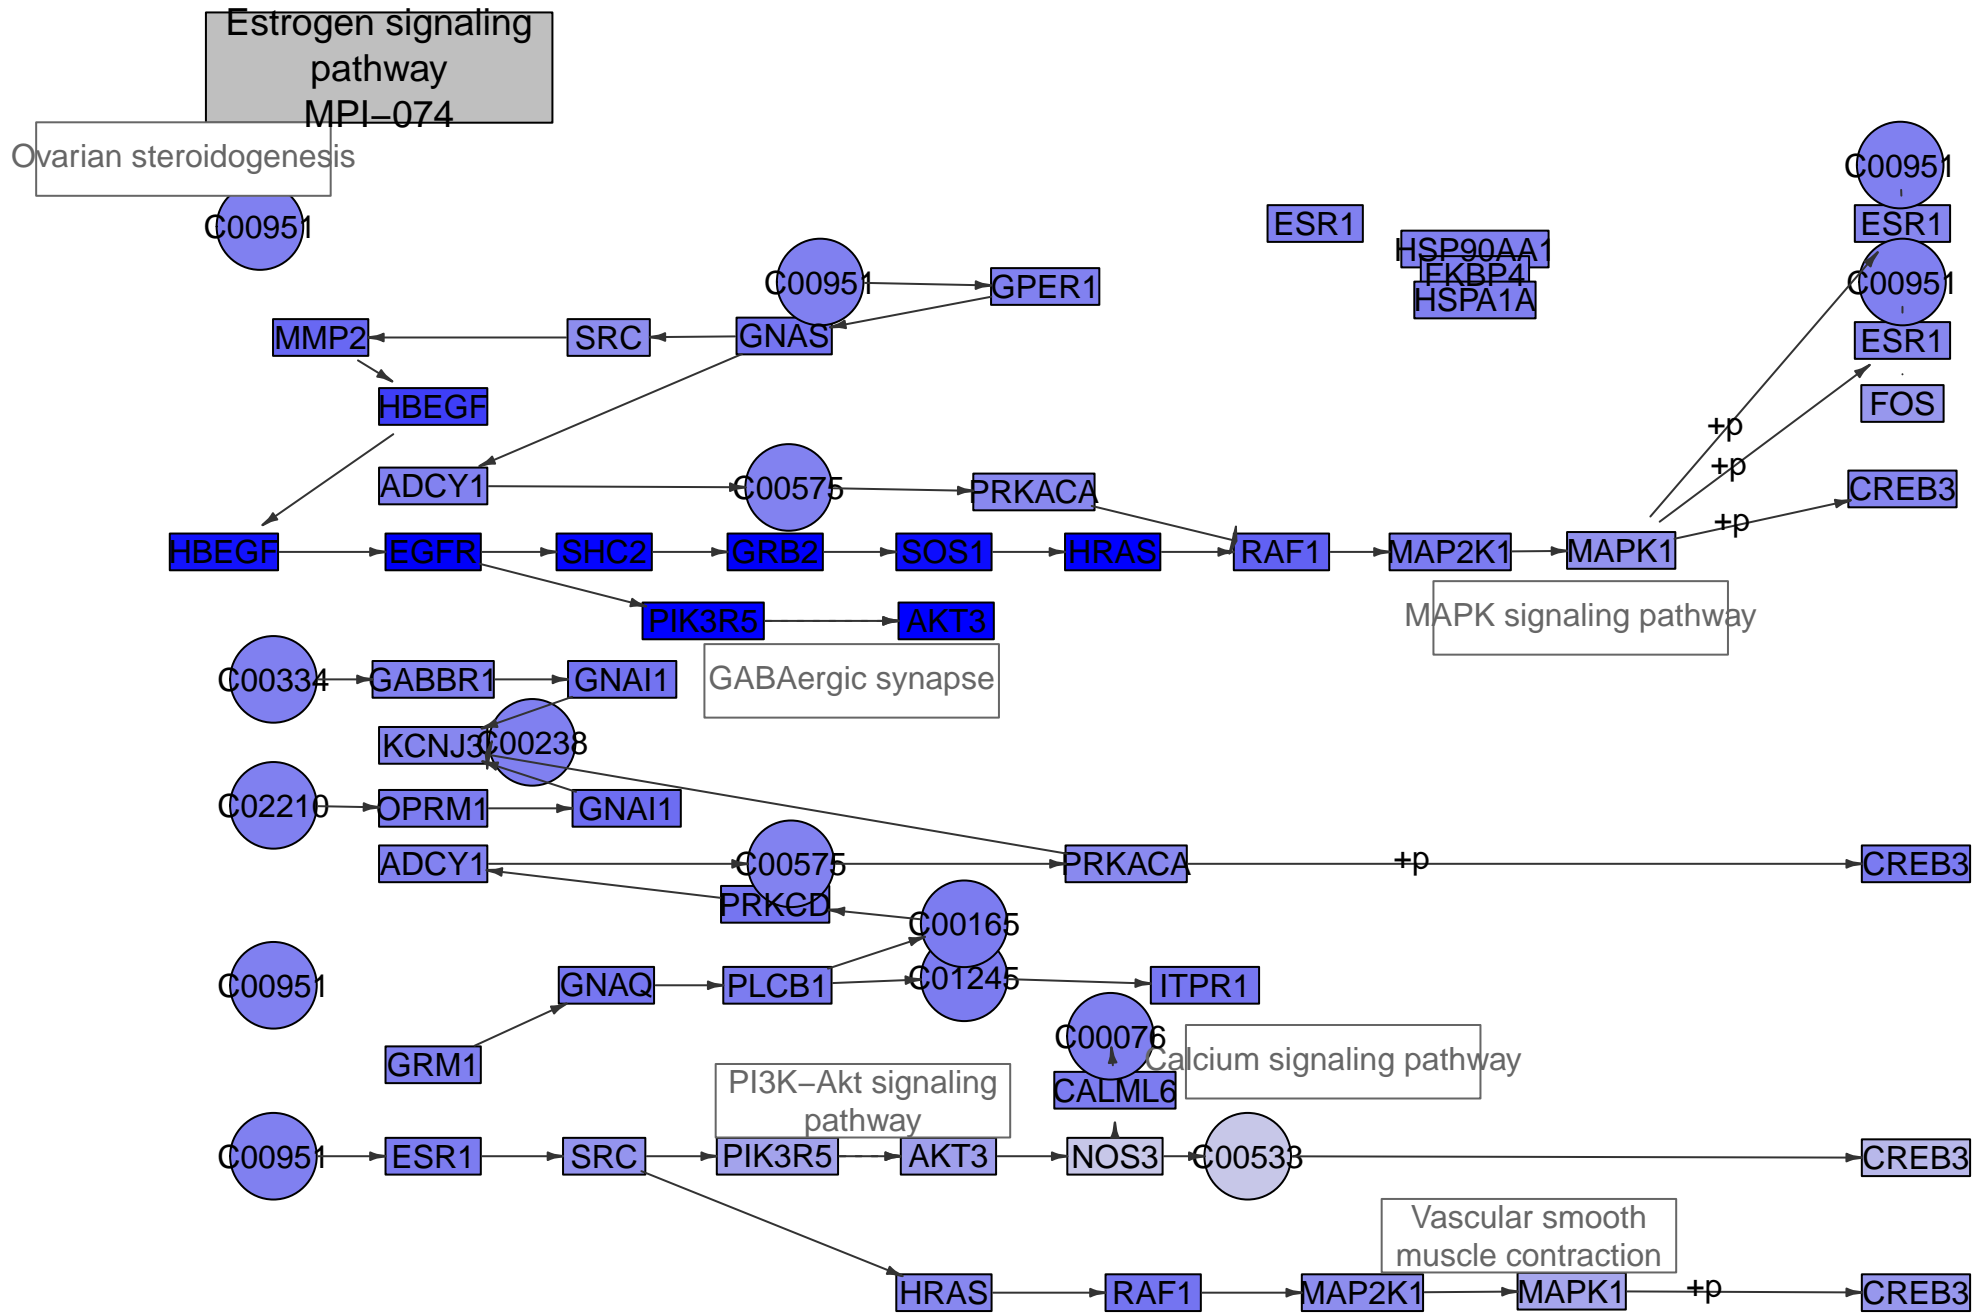 Estrogen signaling
pathway
MPI−074
Ovarian steroidogenesis
C00951
C00951
ESR1
ESR1
C00951
HSP90AA1
FKBP4
HSPA1A
C00951
GPER1
C00951
MMP2
SRC
GNAS
ESR1
HBEGF
FOS
+p
+p
ADCY1
C00575
PRKACA
CREB3
+p
HBEGF
EGFR
SHC2
GRB2
SOS1
HRAS
RAF1
MAP2K1
MAPK1
PIK3R5
AKT3
MAPK signaling pathway
C00334
GABBR1
GNAI1
GABAergic synapse
KCNJ3
C00238
C02210
OPRM1
GNAI1
ADCY1
C00575
PRKACA
+p
CREB3
PRKCD
C00165
C00951
GNAQ
PLCB1
C01245
ITPR1
C00076
GRM1
Calcium signaling pathway
PI3K−Akt signaling
pathway
CALML6
C00951
ESR1
SRC
PIK3R5
AKT3
NOS3
C00533
CREB3
Vascular smooth
muscle contraction
HRAS
RAF1
MAP2K1
MAPK1
+p
CREB3